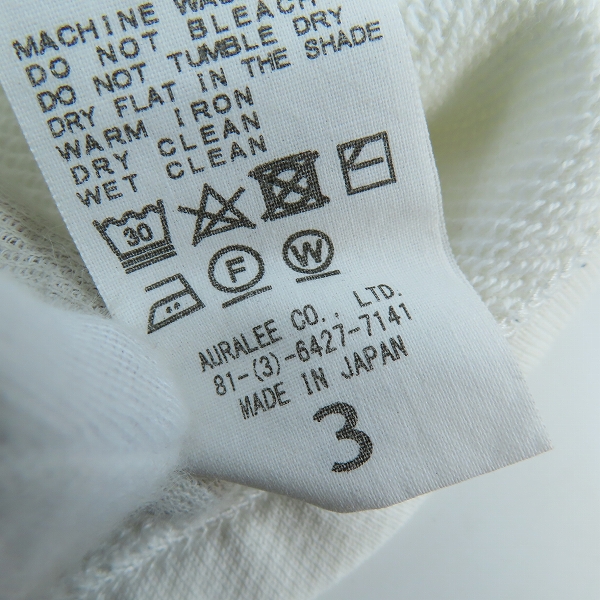 MACHINE WA
DO NOT BLEACH
DO NOT TUMBLE DRY
DRY FLAT IN THE SHADE
WARM IRON
DRY CLEAN
WET CLEAN
30
F
W
AURALEE CO., LTD.
81-(3)-6427-7141
MADE IN JAPAN
3